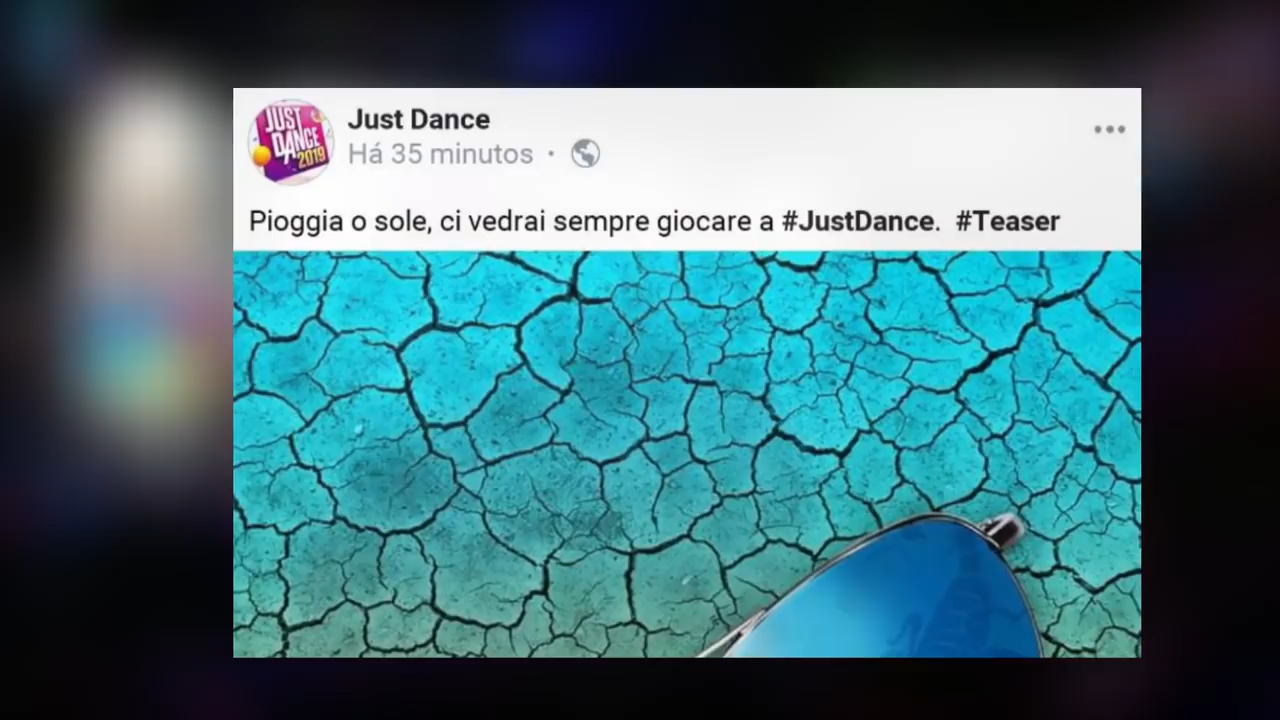 JUST
DANCE
2019
Just Dance
Há 35 minutos ·
Pioggia o sole, ci vedrai sempre giocare a #JustDance. #Teaser